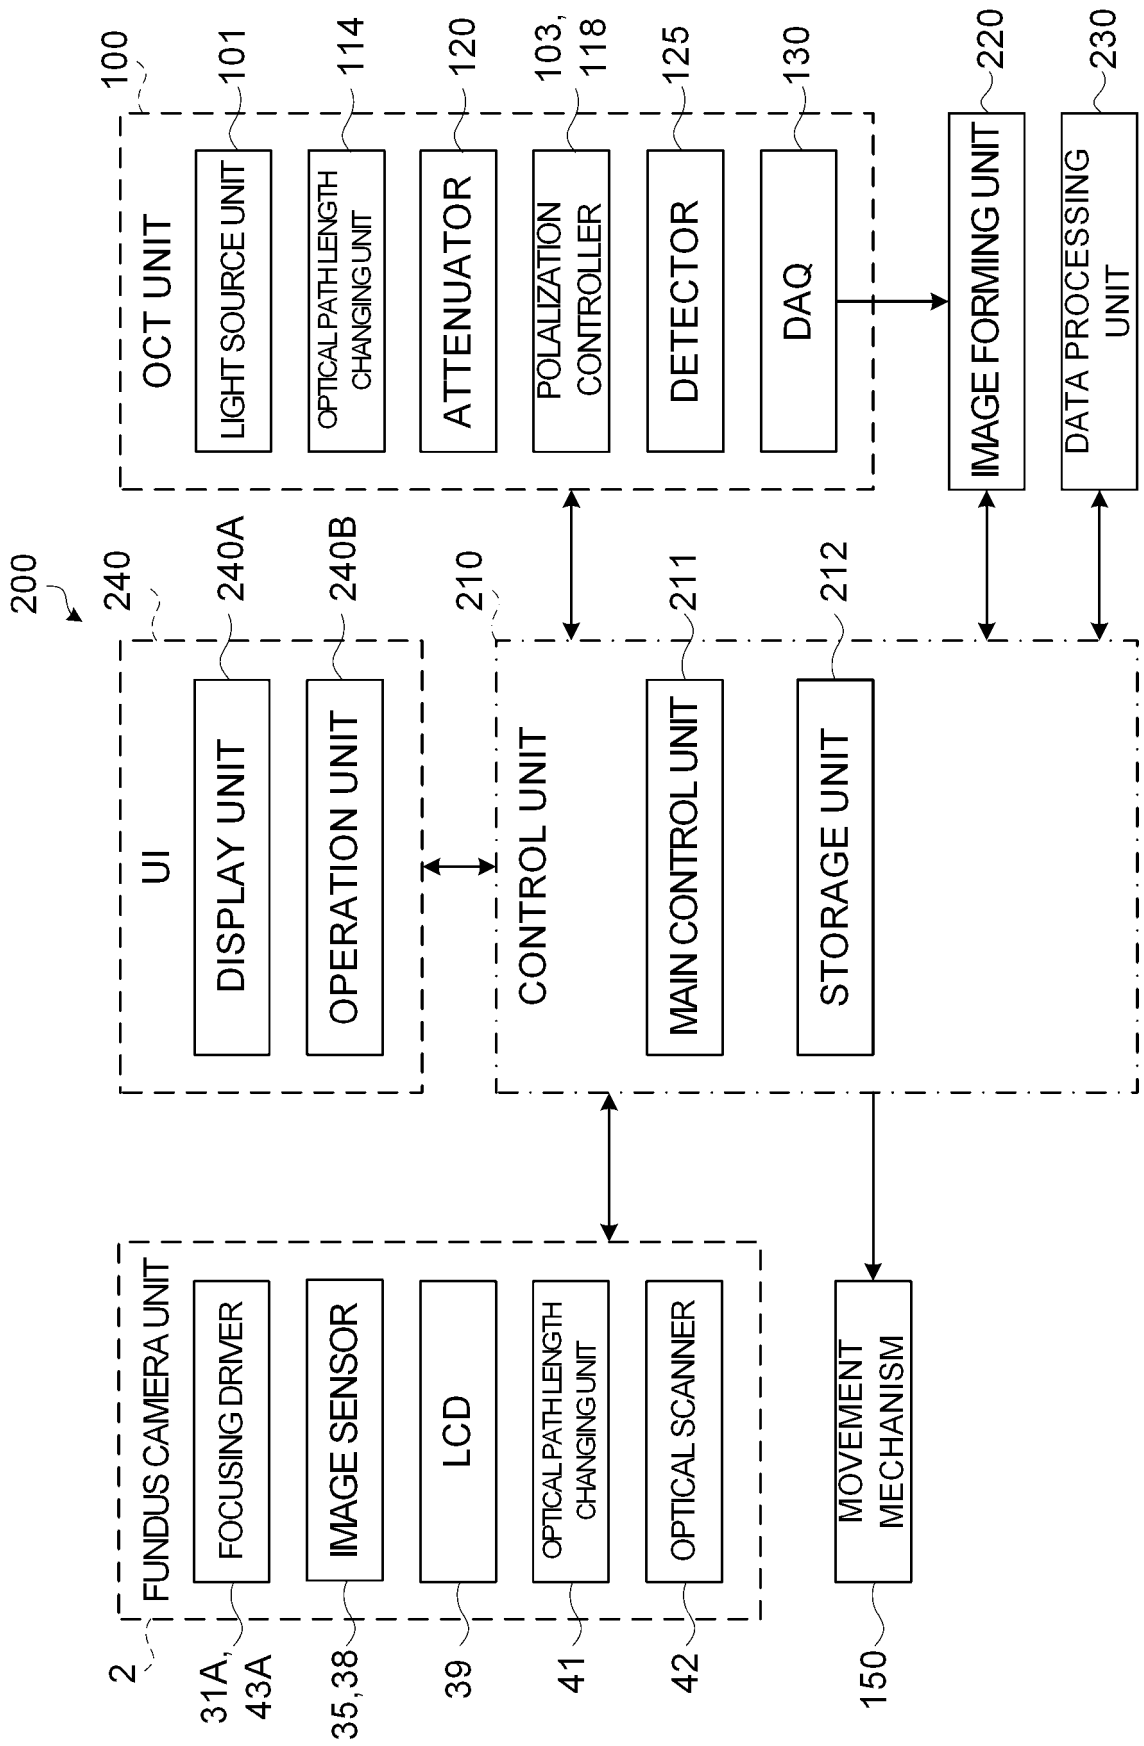 200
2
FUNDUS CAMERA UNIT
31A,
43A
FOCUSING DRIVER
35,38
IMAGE SENSOR
39
LCD
41
OPTICAL PATH LENGTH
CHANGING UNIT
42
OPTICAL SCANNER
150
MOVEMENT
MECHANISM
240
UI
DISPLAY UNIT
240A
OPERATION UNIT
240B
210
CONTROL UNIT
MAIN CONTROL UNIT
211
STORAGE UNIT
212
100
OCT UNIT
LIGHT SOURCE UNIT
101
OPTICAL PATH LENGTH
CHANGING UNIT
114
ATTENUATOR
120
POLALIZATION
CONTROLLER
103,
118
DETECTOR
125
DAQ
130
IMAGE FORMING UNIT
220
DATA PROCESSING
UNIT
230